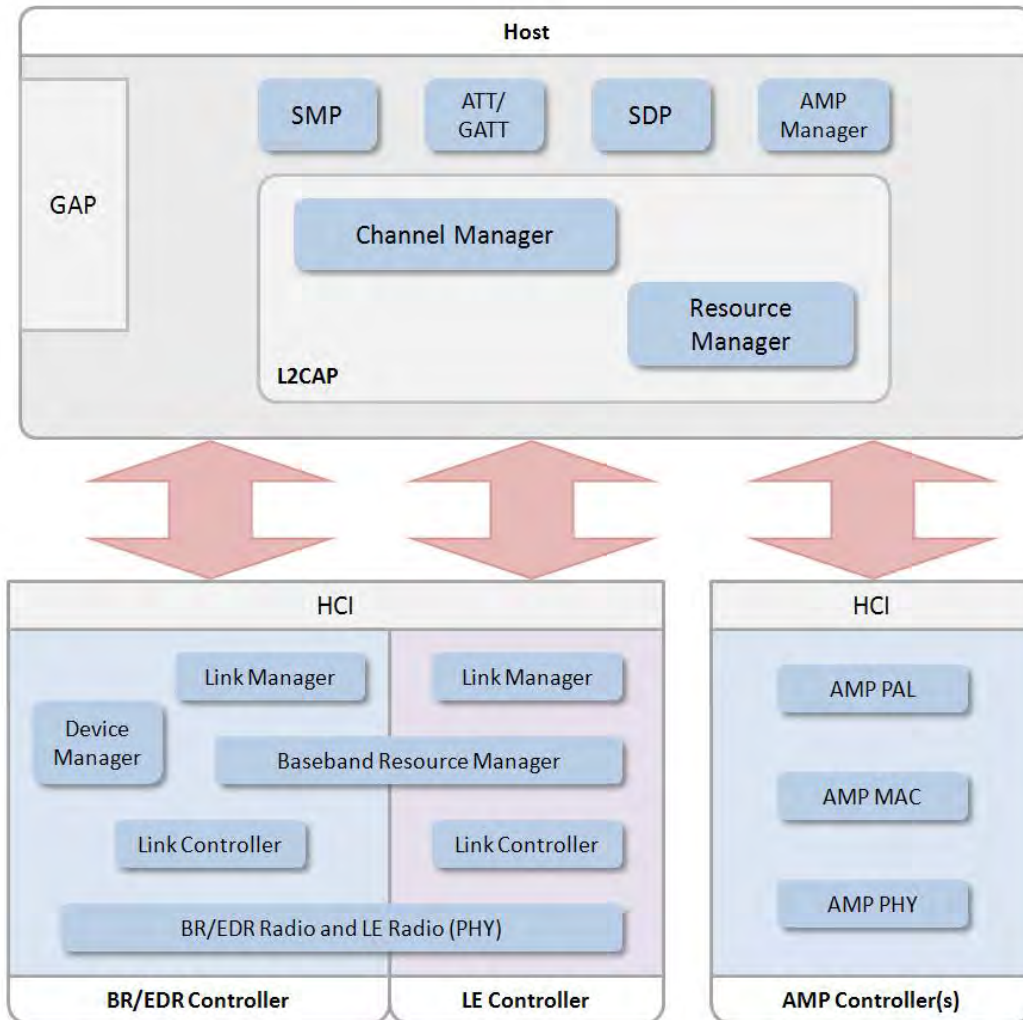 Host
SMP
ATT/
GATT
SDP
AMP
Manager
GAP
Channel Manager
Resource
Manager
L2CAP
HCI
HCI
Link Manager
Link Manager
AMP PAL
Device
Manager
Baseband Resource Manager
AMP MAC
Link Controller
Link Controller
AMP PHY
BR/EDR Radio and LE Radio (PHY)
BR/EDR Controller
LE Controller
AMP Controller(s)